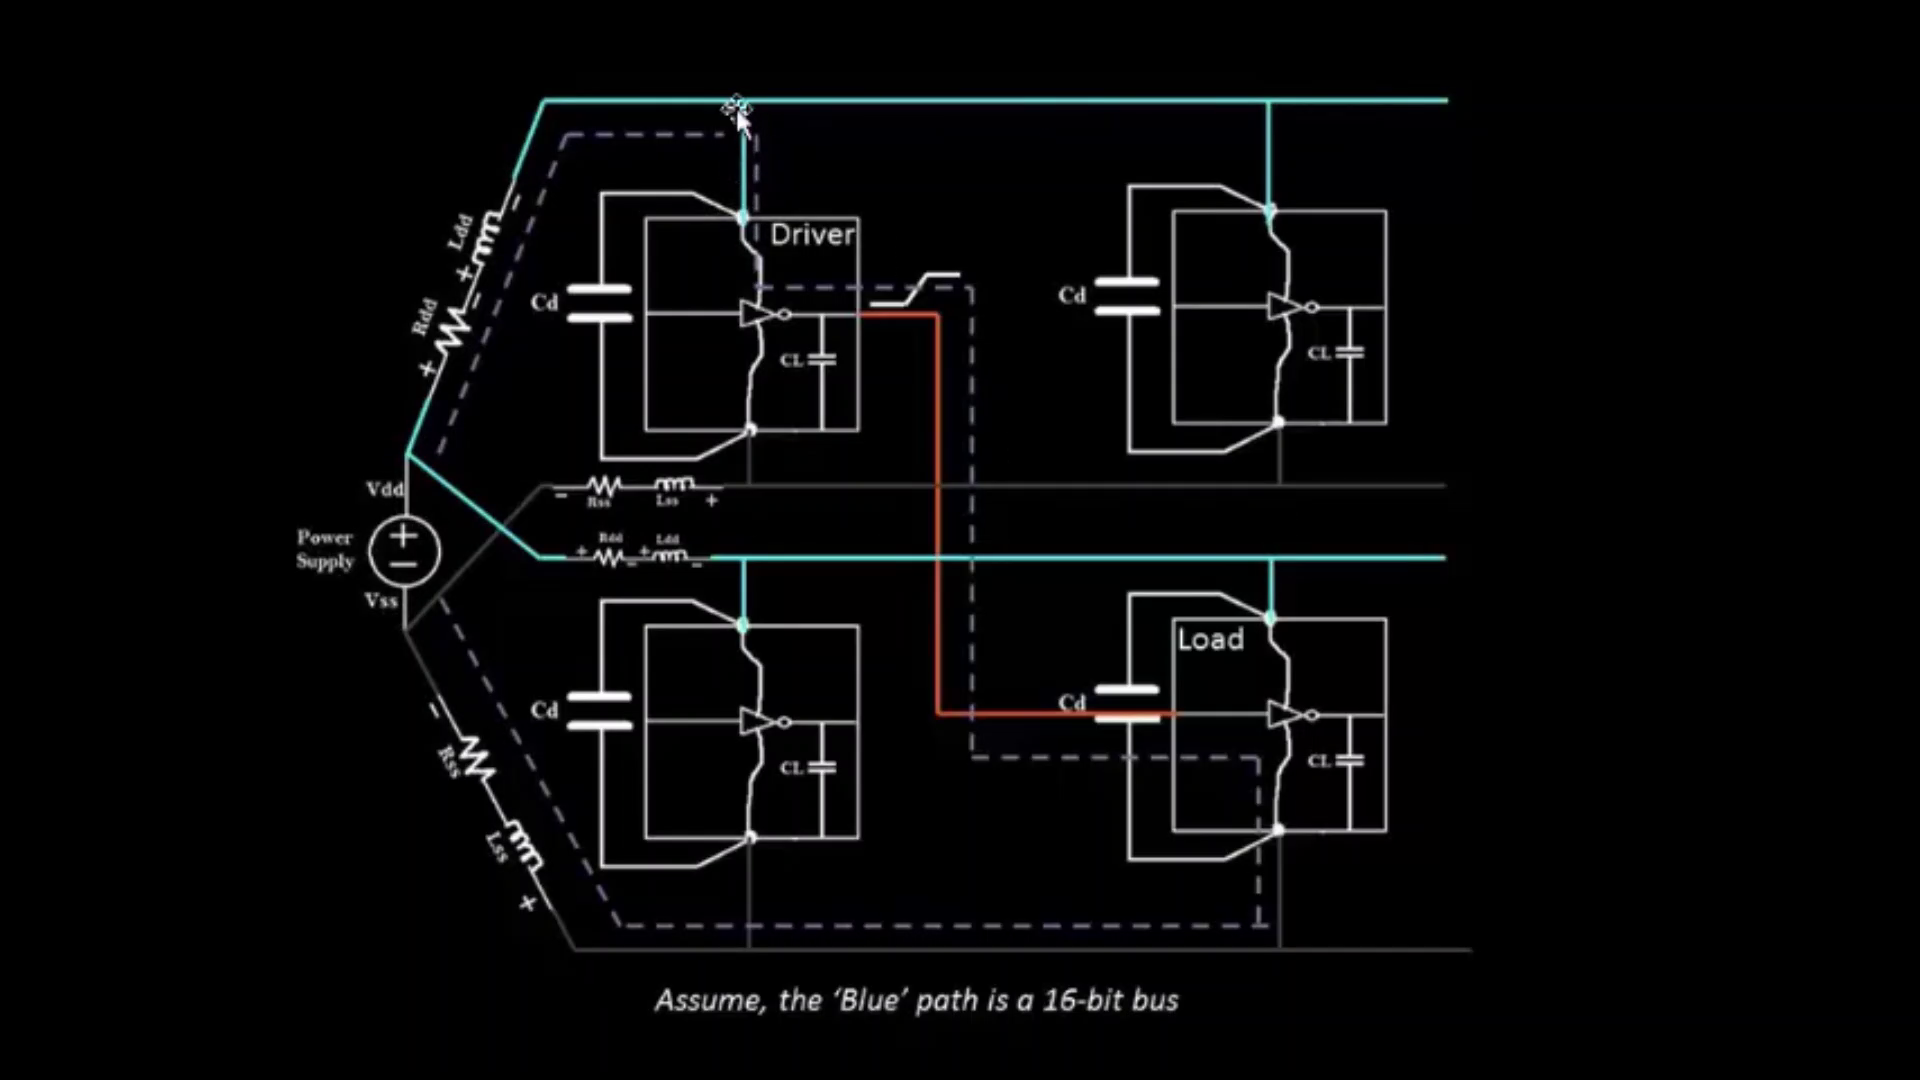 Driver
Ldd
Rdd
Cd
Cd
CL
CL
Vdd
Rss
Lss
Power
Supply
Rdd
Ldd
Vss
Load
Cd
Cd
Rss
CL
CL
Lss
Assume, the ‘Blue’ path is a 16-bit bus